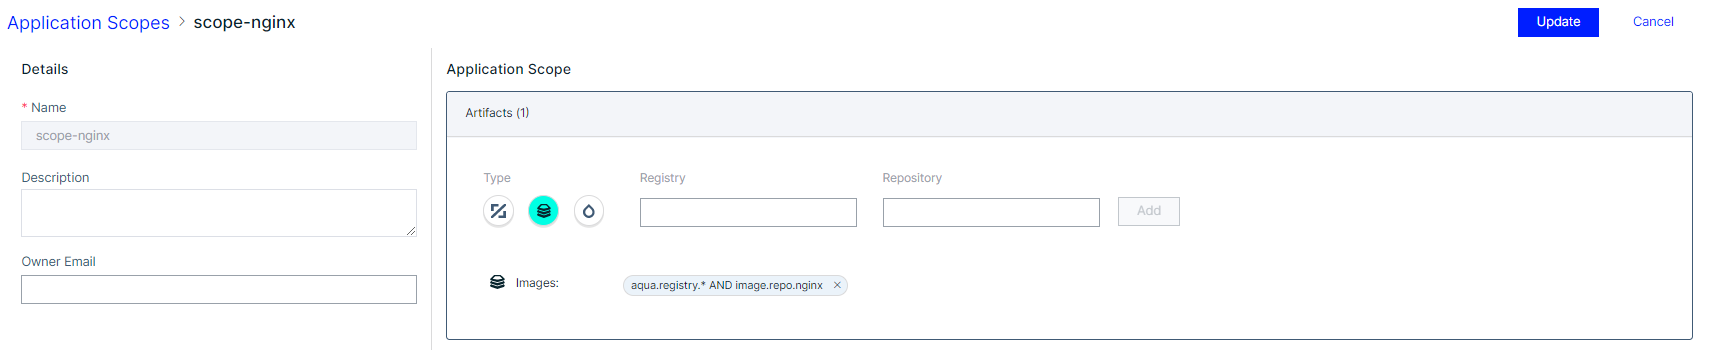 Application Scopes > scope-nginx
Update
Cancel
Details
* Name
scope-nginx
Description
Owner Email
Application Scope
Artifacts (1)
Type
Registry
Repository
Add
Images:
aqua.registry.* AND image.repo.nginx ×